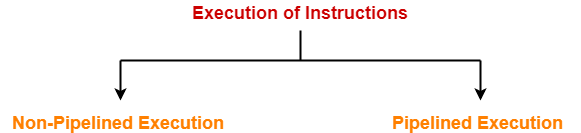 Execution of Instructions
Non-Pipelined Execution
Pipelined Execution